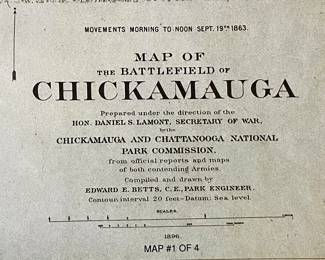 MOVEMENTS MORNING TO NOON SEPT. 19TH 1863.
MAP OF
THE BATTLEFIELD OF
CHICKAMAUGA
Prepared under the direction of the
HON. DANIEL S. LAMONT, SECRETARY OF WAR,
by the
CHICKAMAUGA AND CHATTANOOGA NATIONAL
PARK COMMISSION,
from official reports and maps
of both contending Armies.
Compiled and drawn by
EDWARD E. BETTS, C.E., PARK ENGINEER.
Contour interval 20 feet-Datum: Sea level.
SCALES.
1896.
MAP #1 OF 4